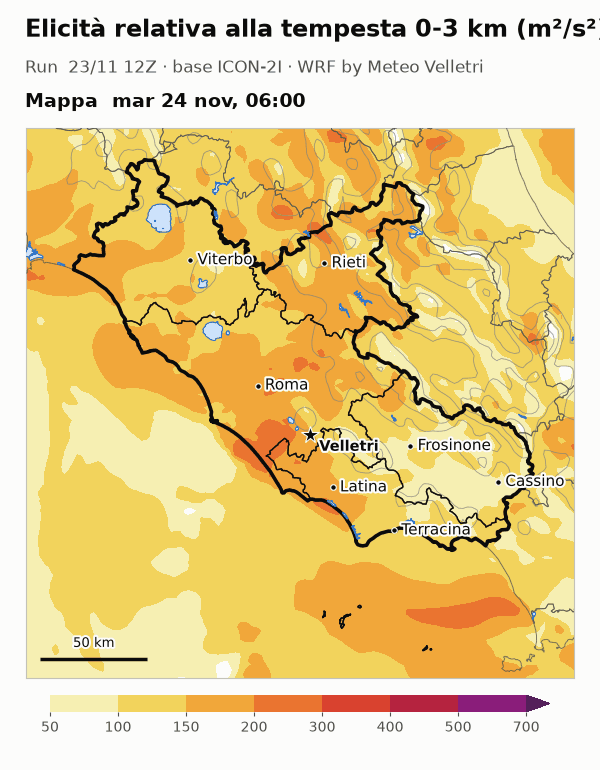 Elicità relativa alla tempesta 0-3 km (m²/s²)
Run  23/11 12Z · base ICON-2I · WRF by Meteo Velletri
Mappa  mar 24 nov, 06:00
Viterbo
Rieti
Roma
Velletri
Frosinone
Cassino
Latina
Terracina
50 km
50 100 150 200 300 400 500 700